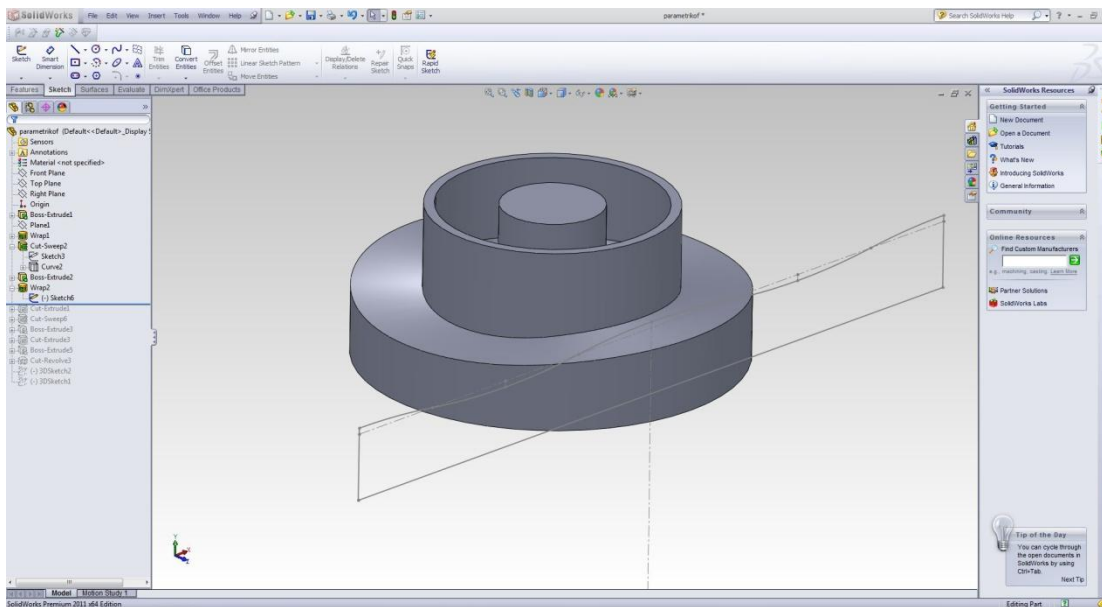 SolidWorks File Edit View Insert Tools Window Help parametrikof * Search SolidWorks Help
Sketch Smart Dimension Trim Entities Convert Entities Offset Entities Mirror Entities Linear Sketch Pattern Move Entities Display/Delete Relations Repair Sketch Quick Snaps Rapid Sketch
Features Sketch Surfaces Evaluate DimXpert Office Products
parametrikof (Default<<Default>_Display
Sensors
Annotations
Material <not specified>
Front Plane
Top Plane
Right Plane
Origin
Boss-Extrude1
Plane1
Wrap1
Cut-Sweep2
Sketch3
Curve2
Boss-Extrude2
Wrap2
(-) Sketch6
Cut-Extrude1
Cut-Sweep6
Boss-Extrude3
Cut-Extrude3
Boss-Extrude5
Cut-Revolve3
(-) 3DSketch2
(-) 3DSketch1
SolidWorks Resources
Getting Started
New Document
Open a Document
Tutorials
What's New
Introducing SolidWorks
General Information
Community
Online Resources
Find Custom Manufacturers
e.g., machining, casting. Learn More
Partner Solutions
SolidWorks Labs
Tip of the Day
You can cycle through
the open documents in
SolidWorks by using
Ctrl+Tab.
Next Tip
Model Motion Study 1
SolidWorks Premium 2011 x64 Edition Editing Part